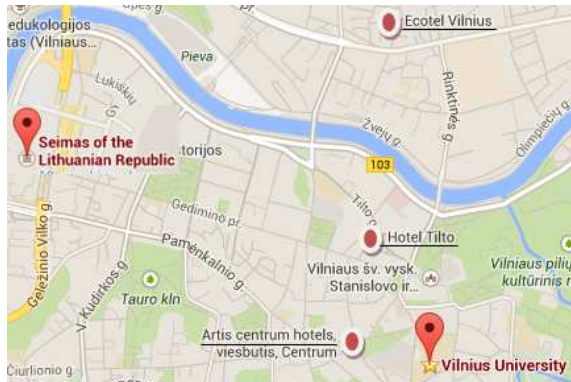 Ecotel Vilnius
edukologijos
tas (Vilniaus...
Pieva
Lukiškių
Gy
Rinktinės g.
Žvejų g.
Olimpiečių g.
Seimas of the
Lithuanian Republic
storijos
103
Gedimino pr.
Tilto
Hotel Tilto
Geležinio Vilko g.
Pamėnkalnio g.
Vilniaus šv. vysk.
Stanislovo ir...
Vilniaus pilių
kultūrinis r
V. Kudirkos g.
Tauro kln
Artis centrum hotels,
viesbutis, Centrum
Čiurlionio g.
Vilnius University